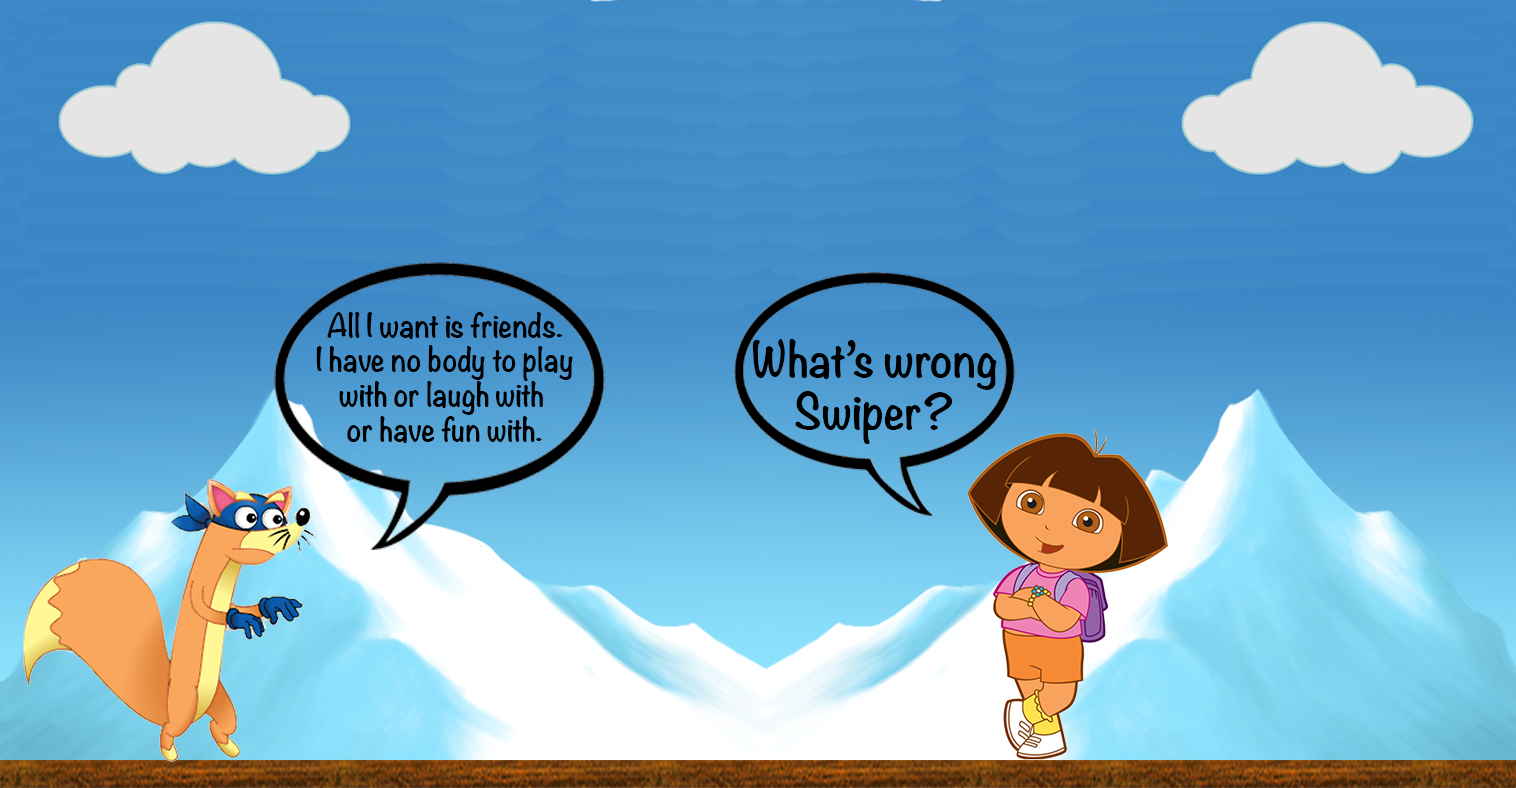 All I want is friends.
I have no body to play
with or laugh with
or have fun with.
What's wrong
Swiper?